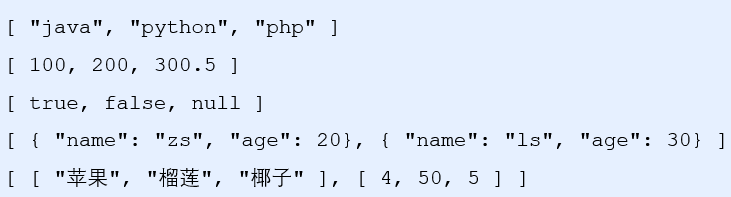 [ "java", "python", "php" ]
[ 100, 200, 300.5 ]
[ true, false, null ]
[ { "name": "zs", "age": 20}, { "name": "ls", "age": 30} ]
[ [ "苹果", "榴莲", "椰子" ], [ 4, 50, 5 ] ]